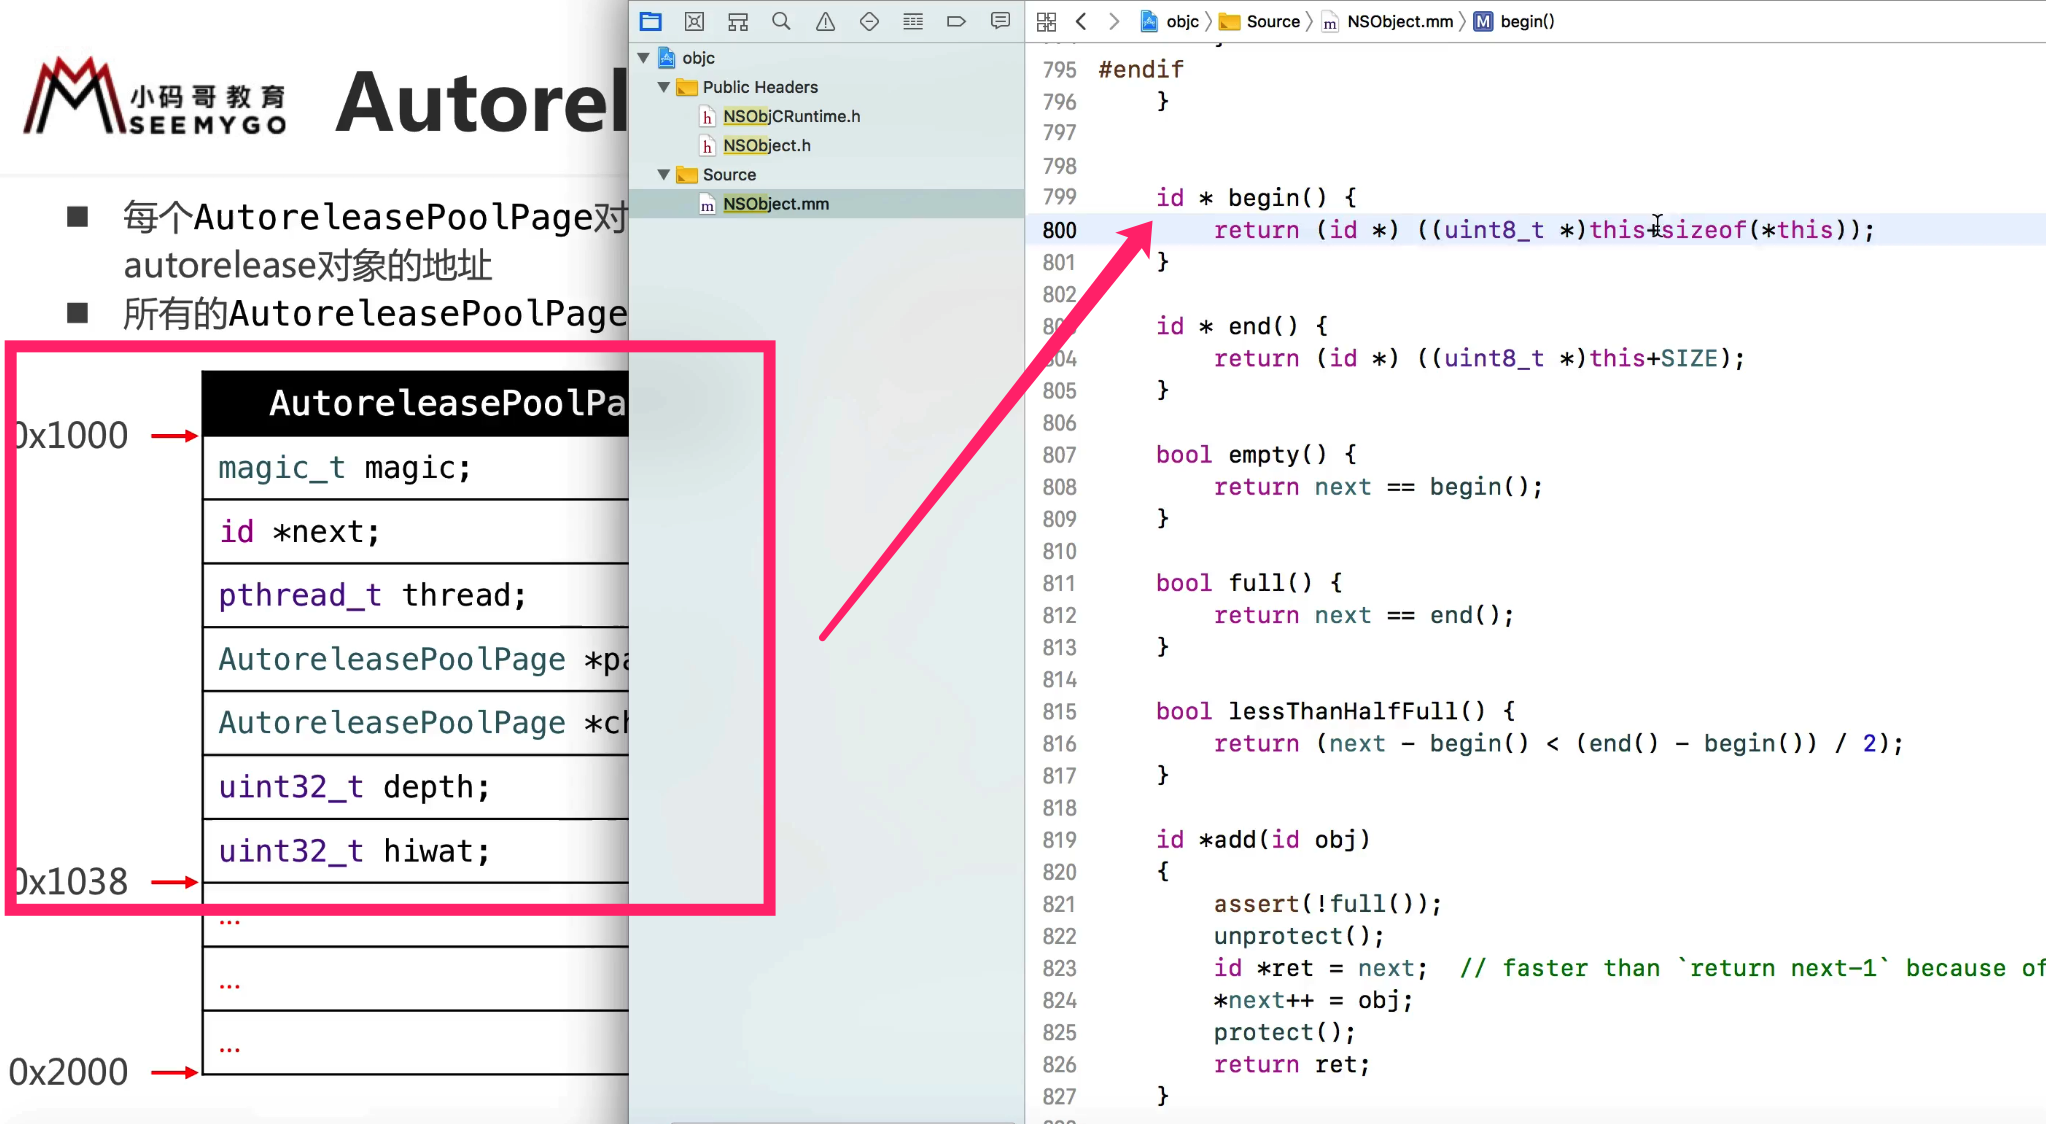 小码哥教育
SEEMYGO
Autorel
每个AutoreleasePoolPage对
autorelease对象的地址
所有的AutoreleasePoolPage
AutoreleasePoolPa
0x1000
magic_t magic;
id *next;
pthread_t thread;
AutoreleasePoolPage *pa
AutoreleasePoolPage *ch
uint32_t depth;
uint32_t hiwat;
0x1038
...
...
...
0x2000
objc
Public Headers
NSObjCRuntime.h
NSObject.h
Source
NSObject.mm
objc
Source
NSObject.mm
M
begin()
795 #endif
796 }
797
798
799 id * begin() {
800 return (id *) ((uint8_t *)this+sizeof(*this));
801 }
802
803 id * end() {
804 return (id *) ((uint8_t *)this+SIZE);
805 }
806
807 bool empty() {
808 return next == begin();
809 }
810
811 bool full() {
812 return next == end();
813 }
814
815 bool lessThanHalfFull() {
816 return (next - begin() < (end() - begin()) / 2);
817 }
818
819 id *add(id obj)
820 {
821 assert(!full());
822 unprotect();
823 id *ret = next;  // faster than `return next-1` because of
824 *next++ = obj;
825 protect();
826 return ret;
827 }